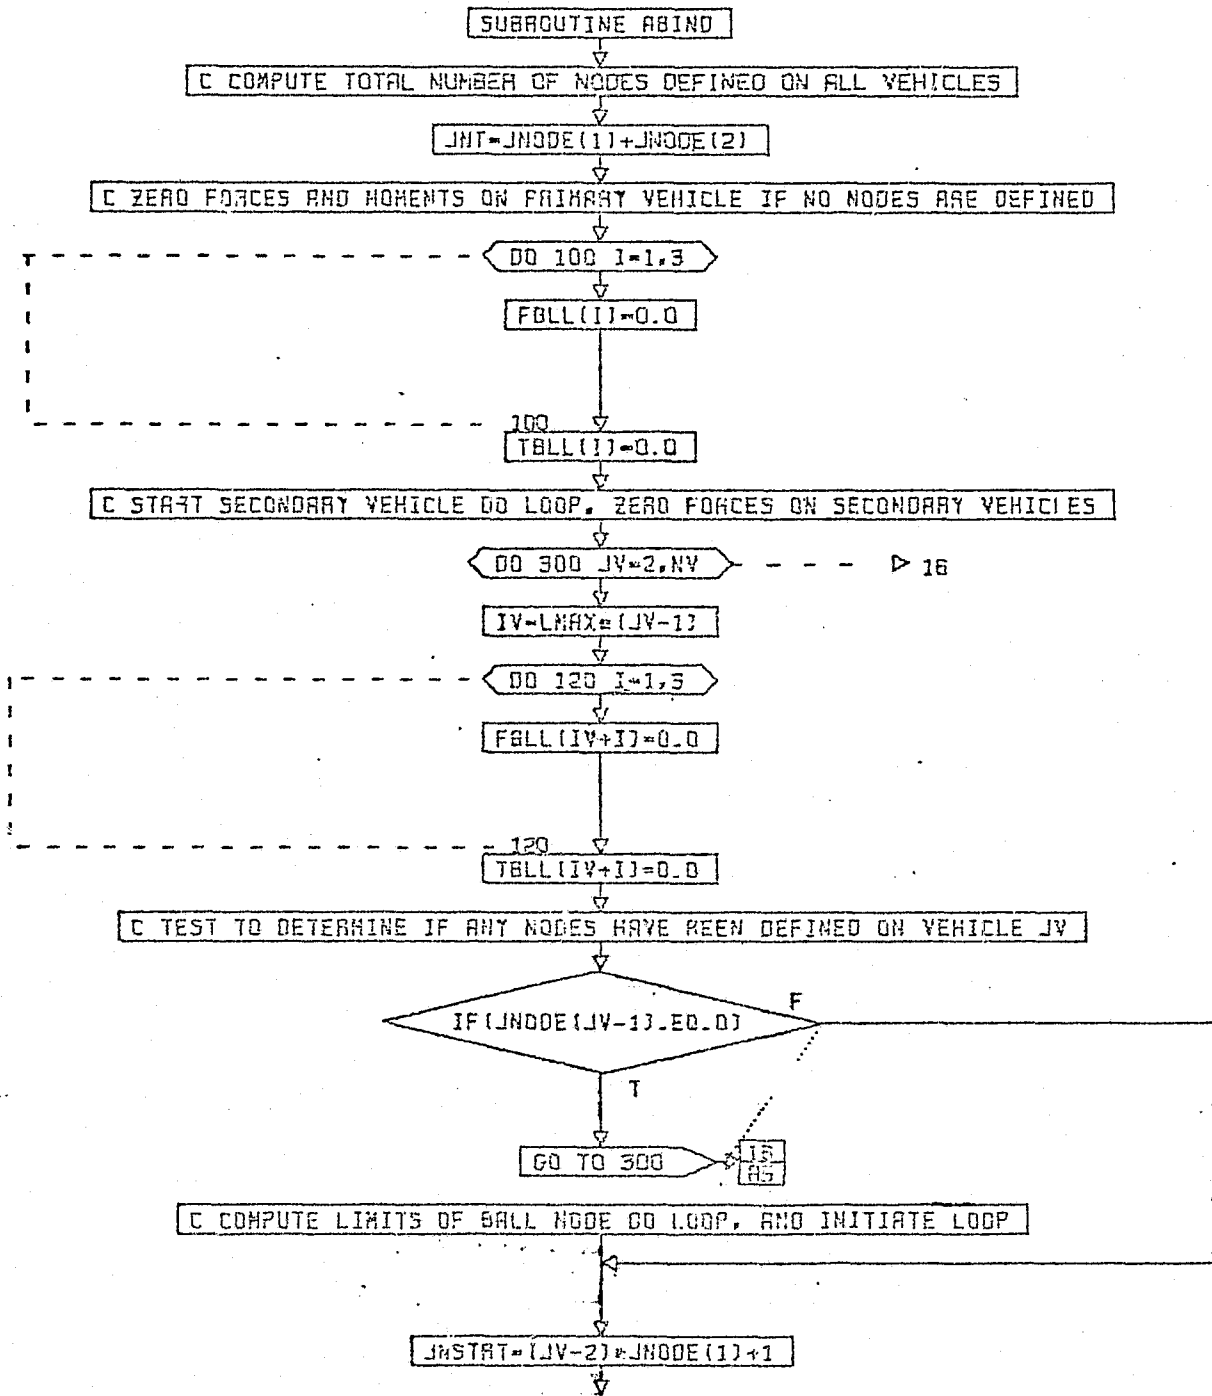 SUBROUTINE ABIND
C COMPUTE TOTAL NUMBER OF NODES DEFINED ON ALL VEHICLES
JNT=JNODE(1)+JNODE(2)
C ZERO FORCES AND MOMENTS ON PRIMARY VEHICLE IF NO NODES ARE DEFINED
DO 100 I=1,3
FBLL(I)=0.0
100
TBLL(I)=0.0
C START SECONDARY VEHICLE DO LOOP. ZERO FORCES ON SECONDARY VEHICLES
DO 300 JV=2,NV
16
IV=LMAX*(JV-1)
DO 120 I=1,3
FBLL(IV+I)=0.0
120
TBLL(IV+I)=0.0
C TEST TO DETERMINE IF ANY NODES HAVE BEEN DEFINED ON VEHICLE JV
F
IF(JNODE(JV-1).EQ.0)
T
GO TO 300
16
A5
C COMPUTE LIMITS OF BALL NODE DO LOOP, AND INITIATE LOOP
JNSTRT=(JV-2)*JNODE(1)+1